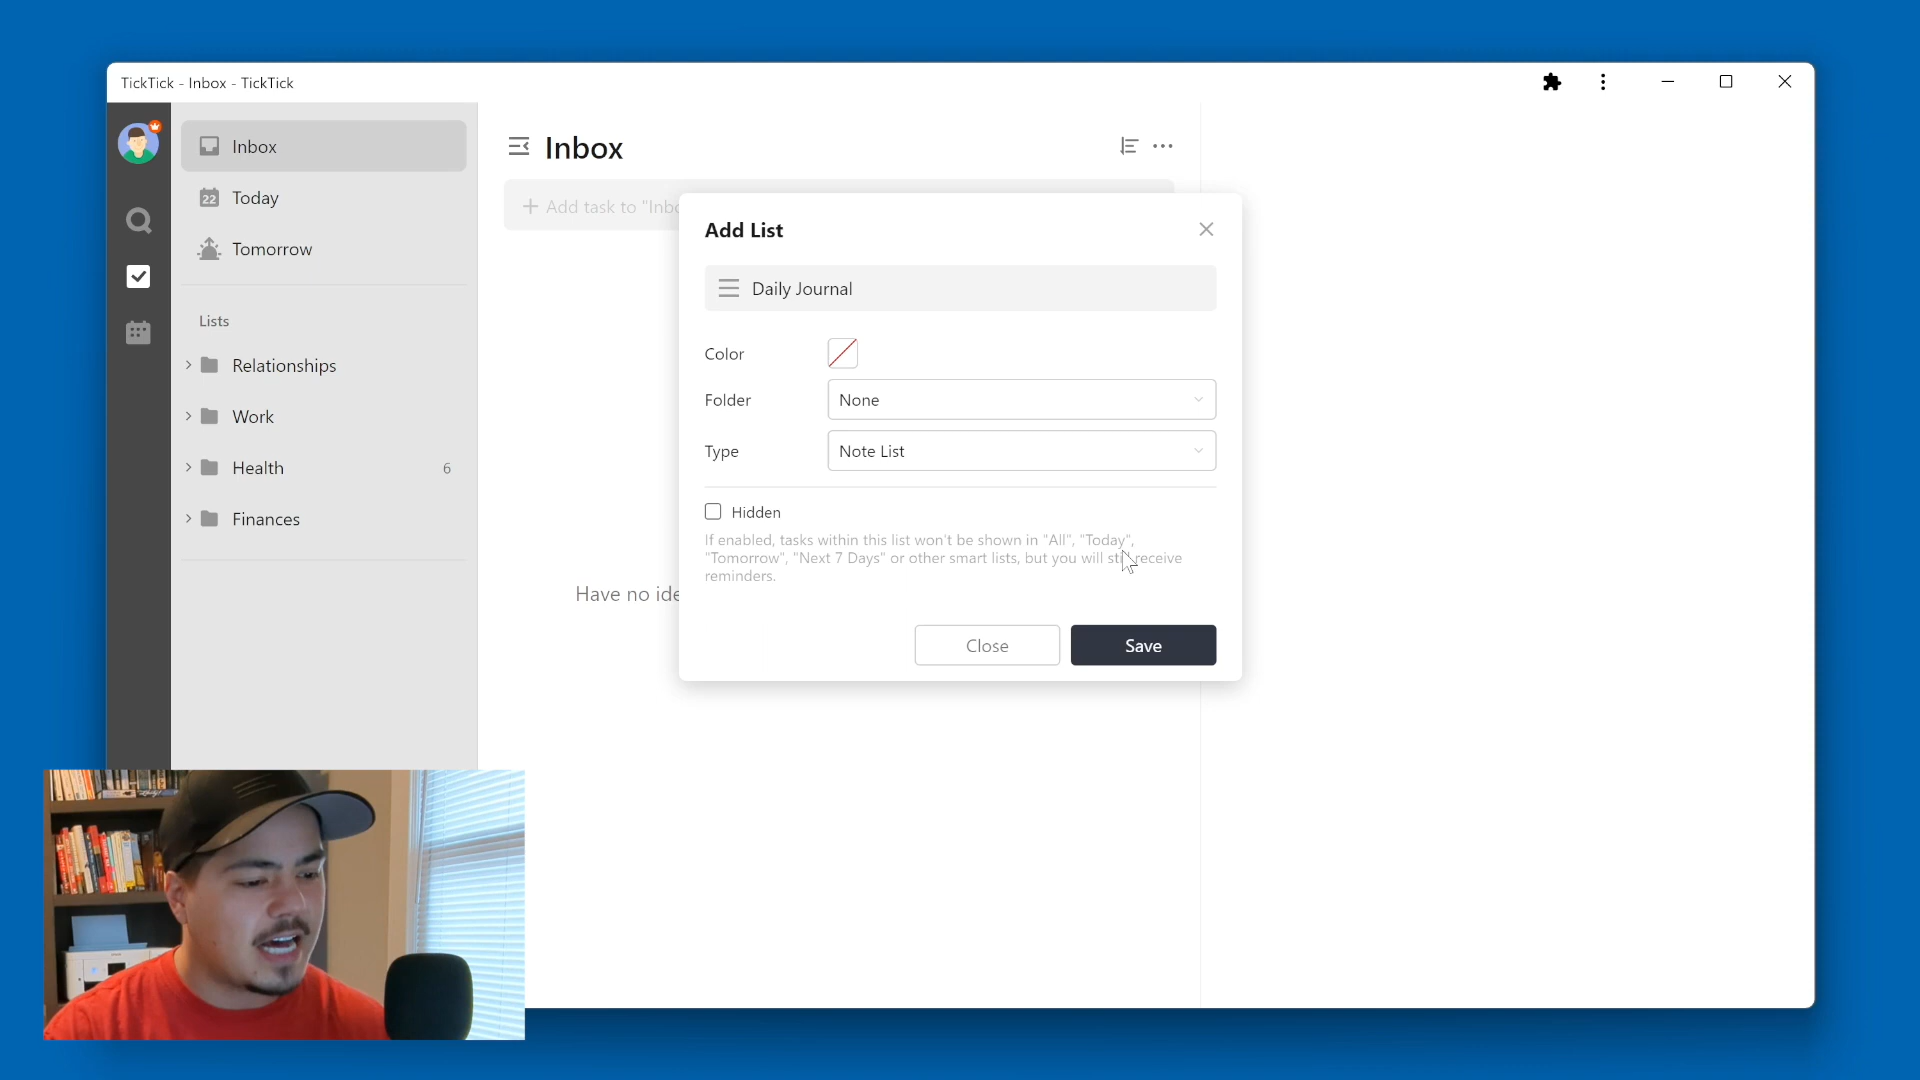 TickTick - Inbox - TickTick
Inbox
22 Today
Tomorrow
Lists
Relationships
Work
Health 6
Finances
Inbox
Add task to "Inb
Have no ide
Add List
Daily Journal
Color
Folder None
Type Note List
Hidden
If enabled, tasks within this list won't be shown in "All", "Today",
"Tomorrow", "Next 7 Days" or other smart lists, but you will still receive
reminders.
Close Save